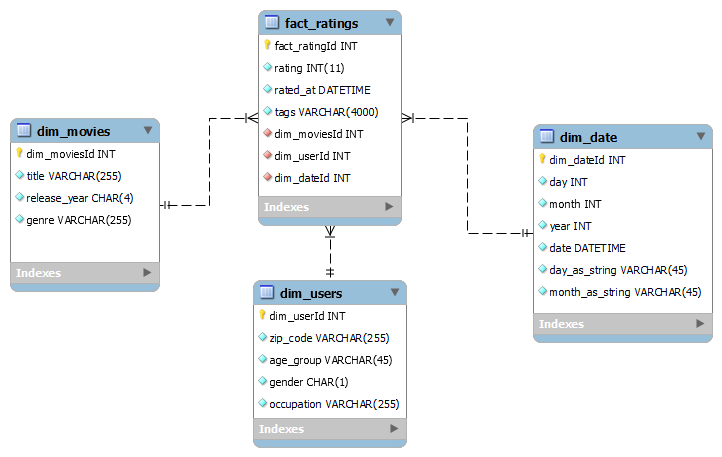 fact_ratings
fact_ratingId INT
rating INT(11)
rated_at DATETIME
tags VARCHAR(4000)
dim_moviesId INT
dim_userId INT
dim_dateId INT
Indexes
dim_movies
dim_moviesId INT
title VARCHAR(255)
release_year CHAR(4)
genre VARCHAR(255)
Indexes
dim_date
dim_dateId INT
day INT
month INT
year INT
date DATETIME
day_as_string VARCHAR(45)
month_as_string VARCHAR(45)
Indexes
dim_users
dim_userId INT
zip_code VARCHAR(255)
age_group VARCHAR(45)
gender CHAR(1)
occupation VARCHAR(255)
Indexes